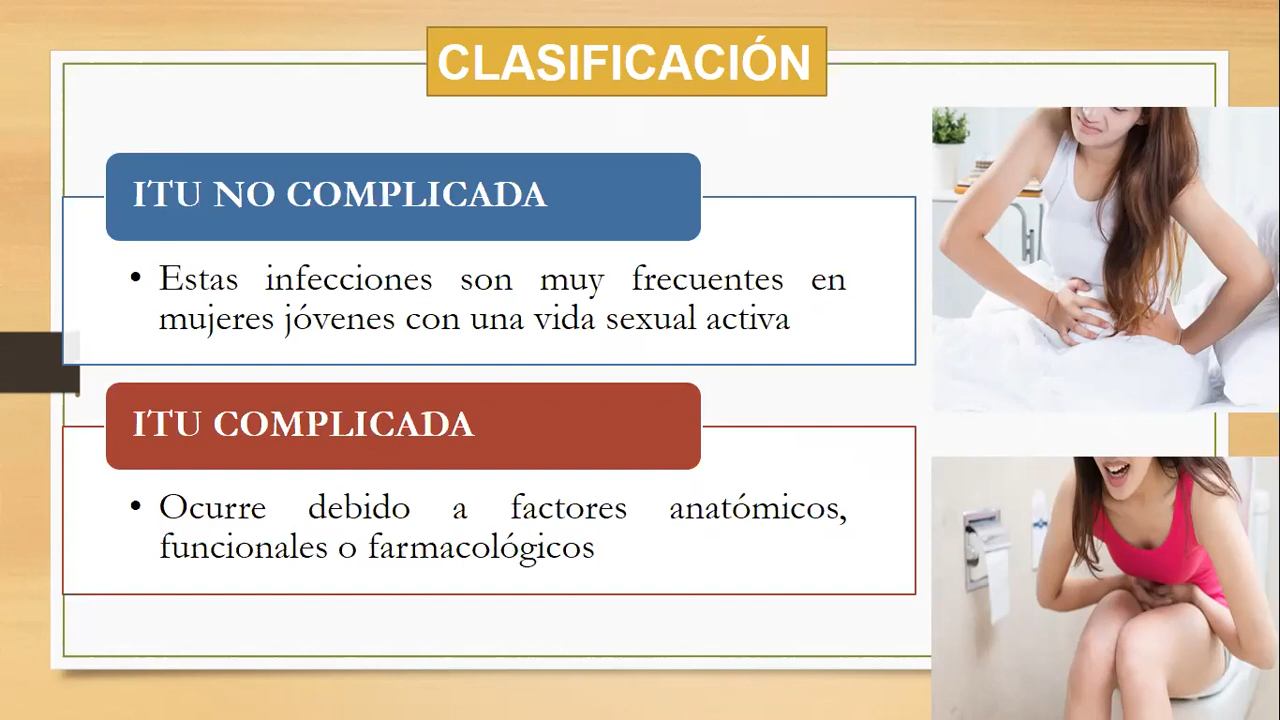 CLASIFICACIÓN
ITU NO COMPLICADA
• Estas infecciones son muy frecuentes en
mujeres jóvenes con una vida sexual activa
ITU COMPLICADA
• Ocurre debido a factores anatómicos,
funcionales o farmacológicos